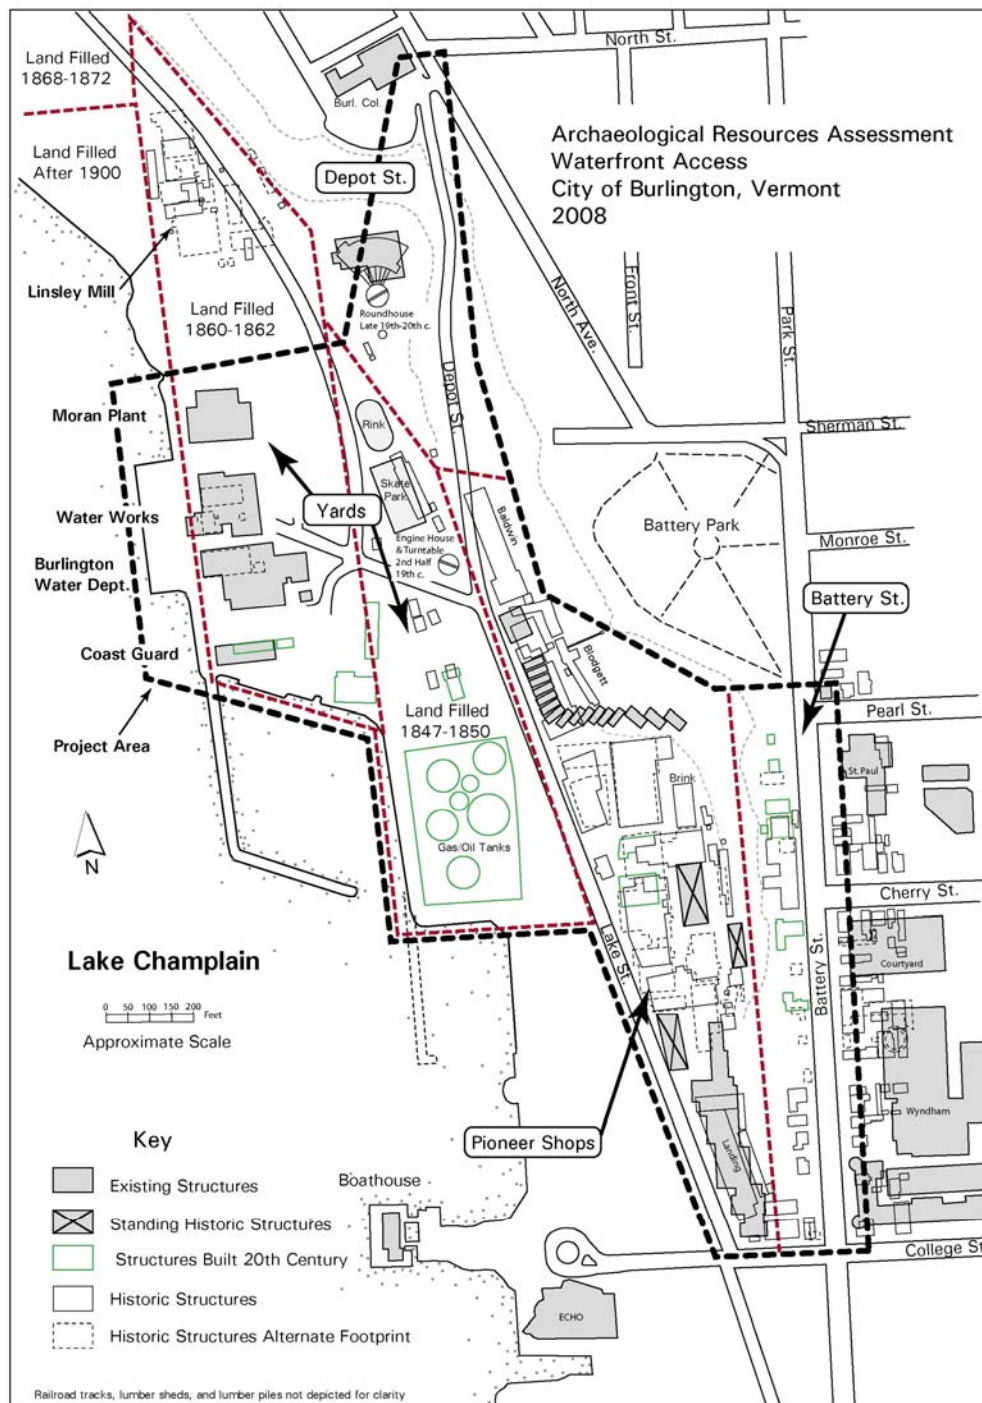 North St.
Land Filled
1868-1872
Burl. Col.
Archaeological Resources Assessment
Waterfront Access
City of Burlington, Vermont
2008
Land Filled
After 1900
Depot St.
Linsley Mill
Land Filled
1860-1862
Roundhouse
Late 19th-20th c.
North Ave.
Front St.
Park St.
Depot St.
Moran Plant
Rink
Sherman St.
Skate
Park
Yards
Baldwin
Battery Park
Water Works
Engine House
& Turntable
2nd Half
19th c.
Monroe St.
Burlington
Water Dept.
Battery St.
Coast Guard
Blodgett
Land Filled
1847-1850
Pearl St.
Project Area
St. Paul
Brink
N
Gas/Oil Tanks
Cherry St.
Lake Champlain
Lake St.
Battery St.
Courtyard
0 50 100 150 200 Feet
Approximate Scale
Wyndham
Pioneer Shops
Landing
Key
Existing Structures
Boathouse
Standing Historic Structures
College St
Structures Built 20th Century
Historic Structures
ECHO
Historic Structures Alternate Footprint
Railroad tracks, lumber sheds, and lumber piles not depicted for clarity